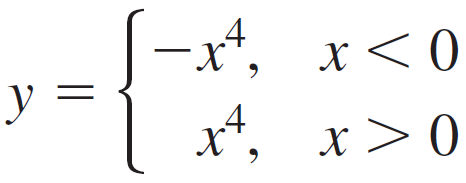 y = { −x⁴, x < 0
x⁴, x > 0